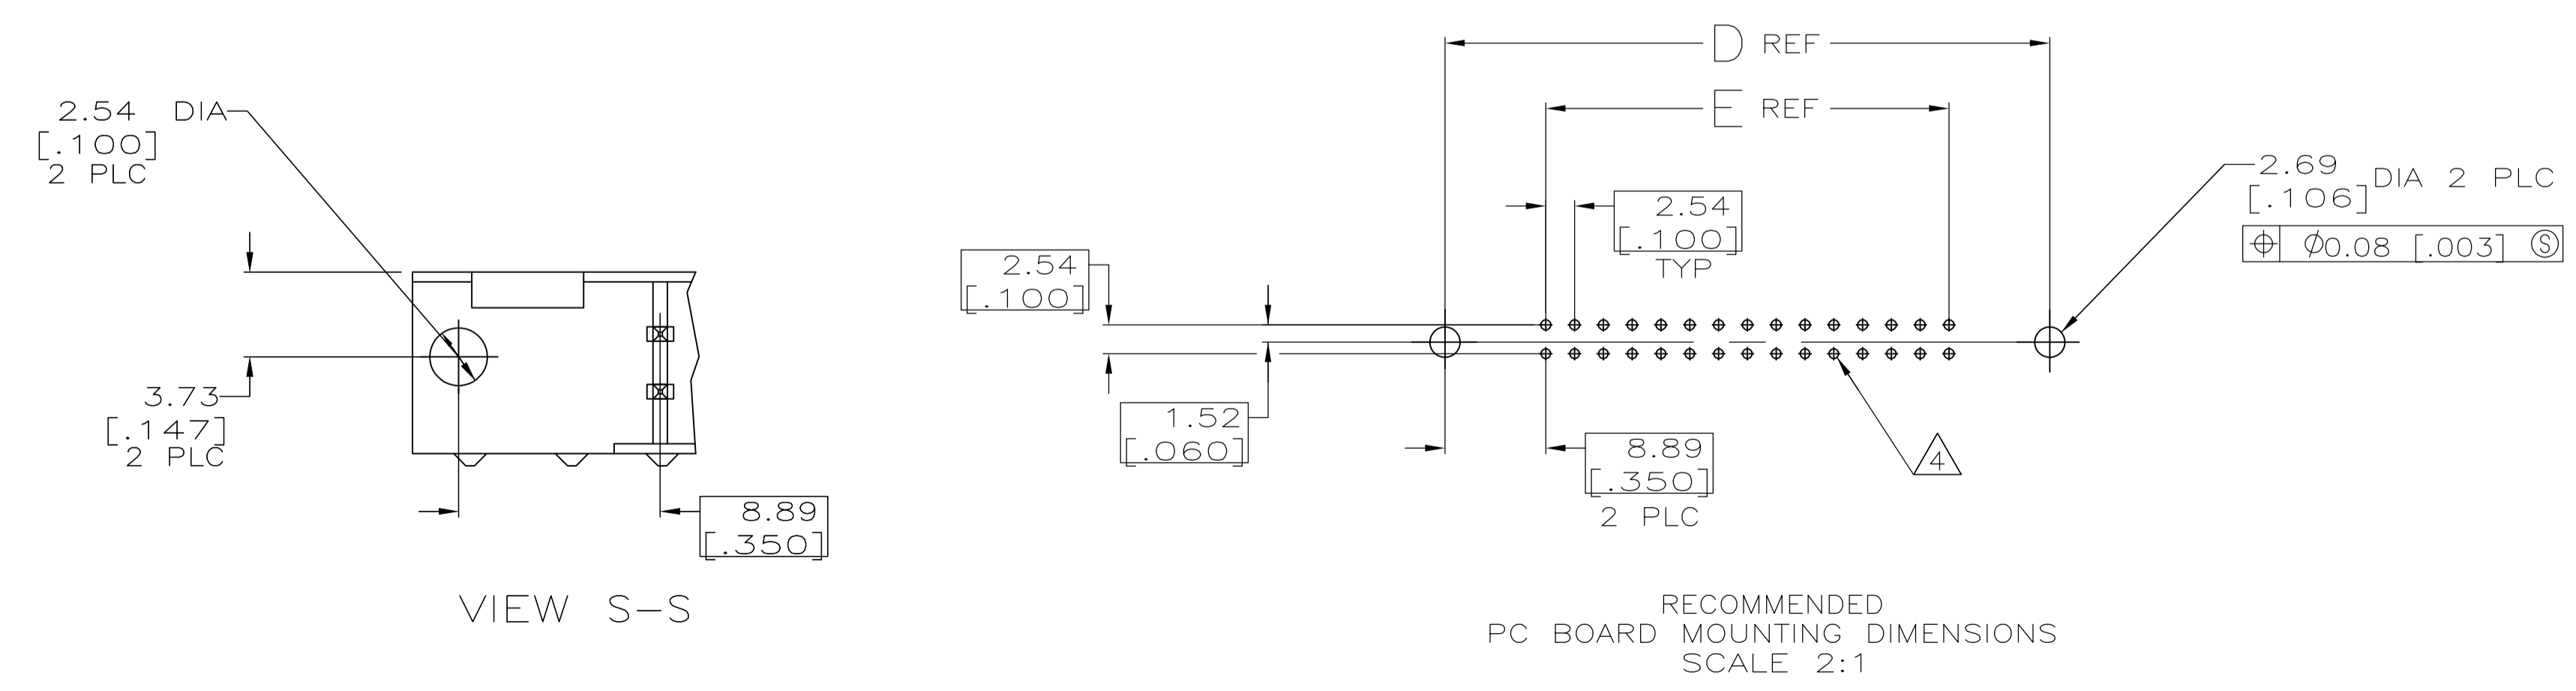 2.54 DIA
[.100]
2 PLC
3.73
[.147]
2 PLC
8.89
[.350]
VIEW S-S
D REF
E REF
2.54
[.100]
TYP
2.54
[.100]
1.52
[.060]
8.89
[.350]
2 PLC
4
2.69
[.106] DIA 2 PLC
⌖ Ø0.08 [.003] Ⓢ
RECOMMENDED
PC BOARD MOUNTING DIMENSIONS
SCALE 2:1